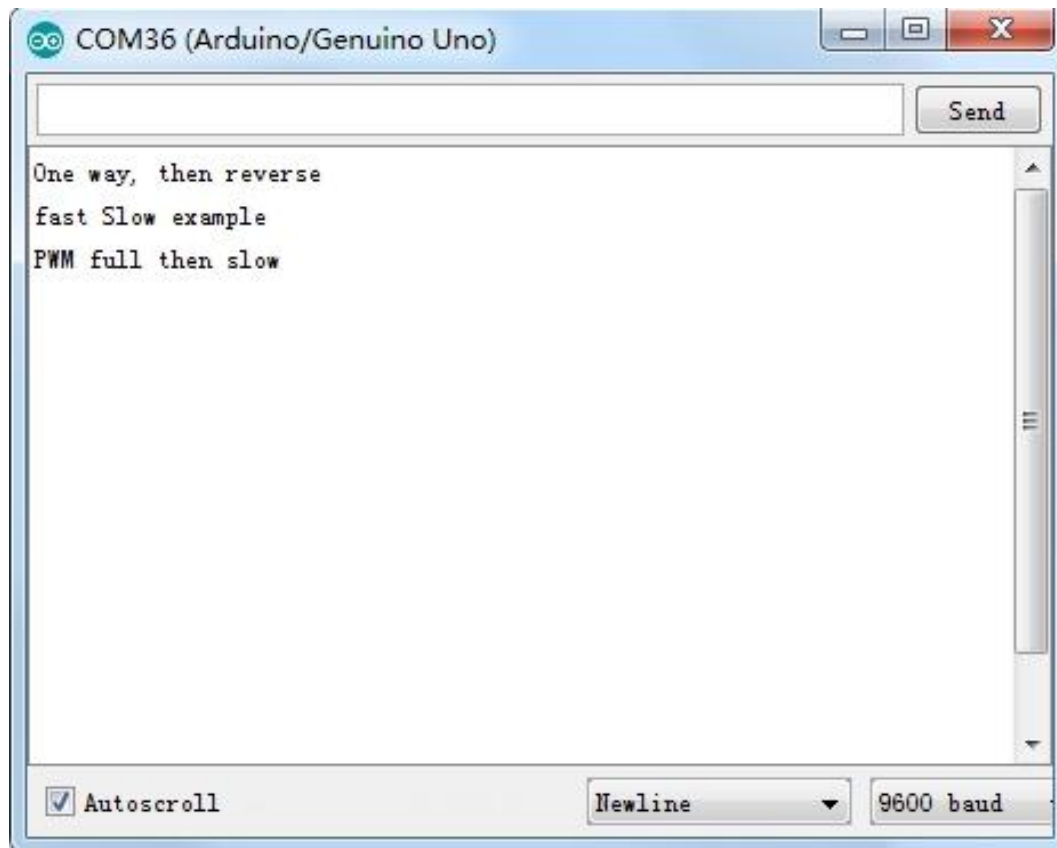 COM36 (Arduino/Genuino Uno)
Send
One way, then reverse
fast Slow example
PWM full then slow
Autoscroll
Newline
9600 baud